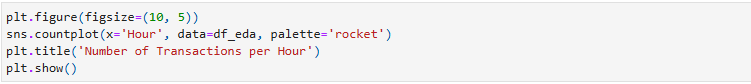 plt.figure(figsize=(10, 5))
sns.countplot(x='Hour', data=df_eda, palette='rocket')
plt.title('Number of Transactions per Hour')
plt.show()